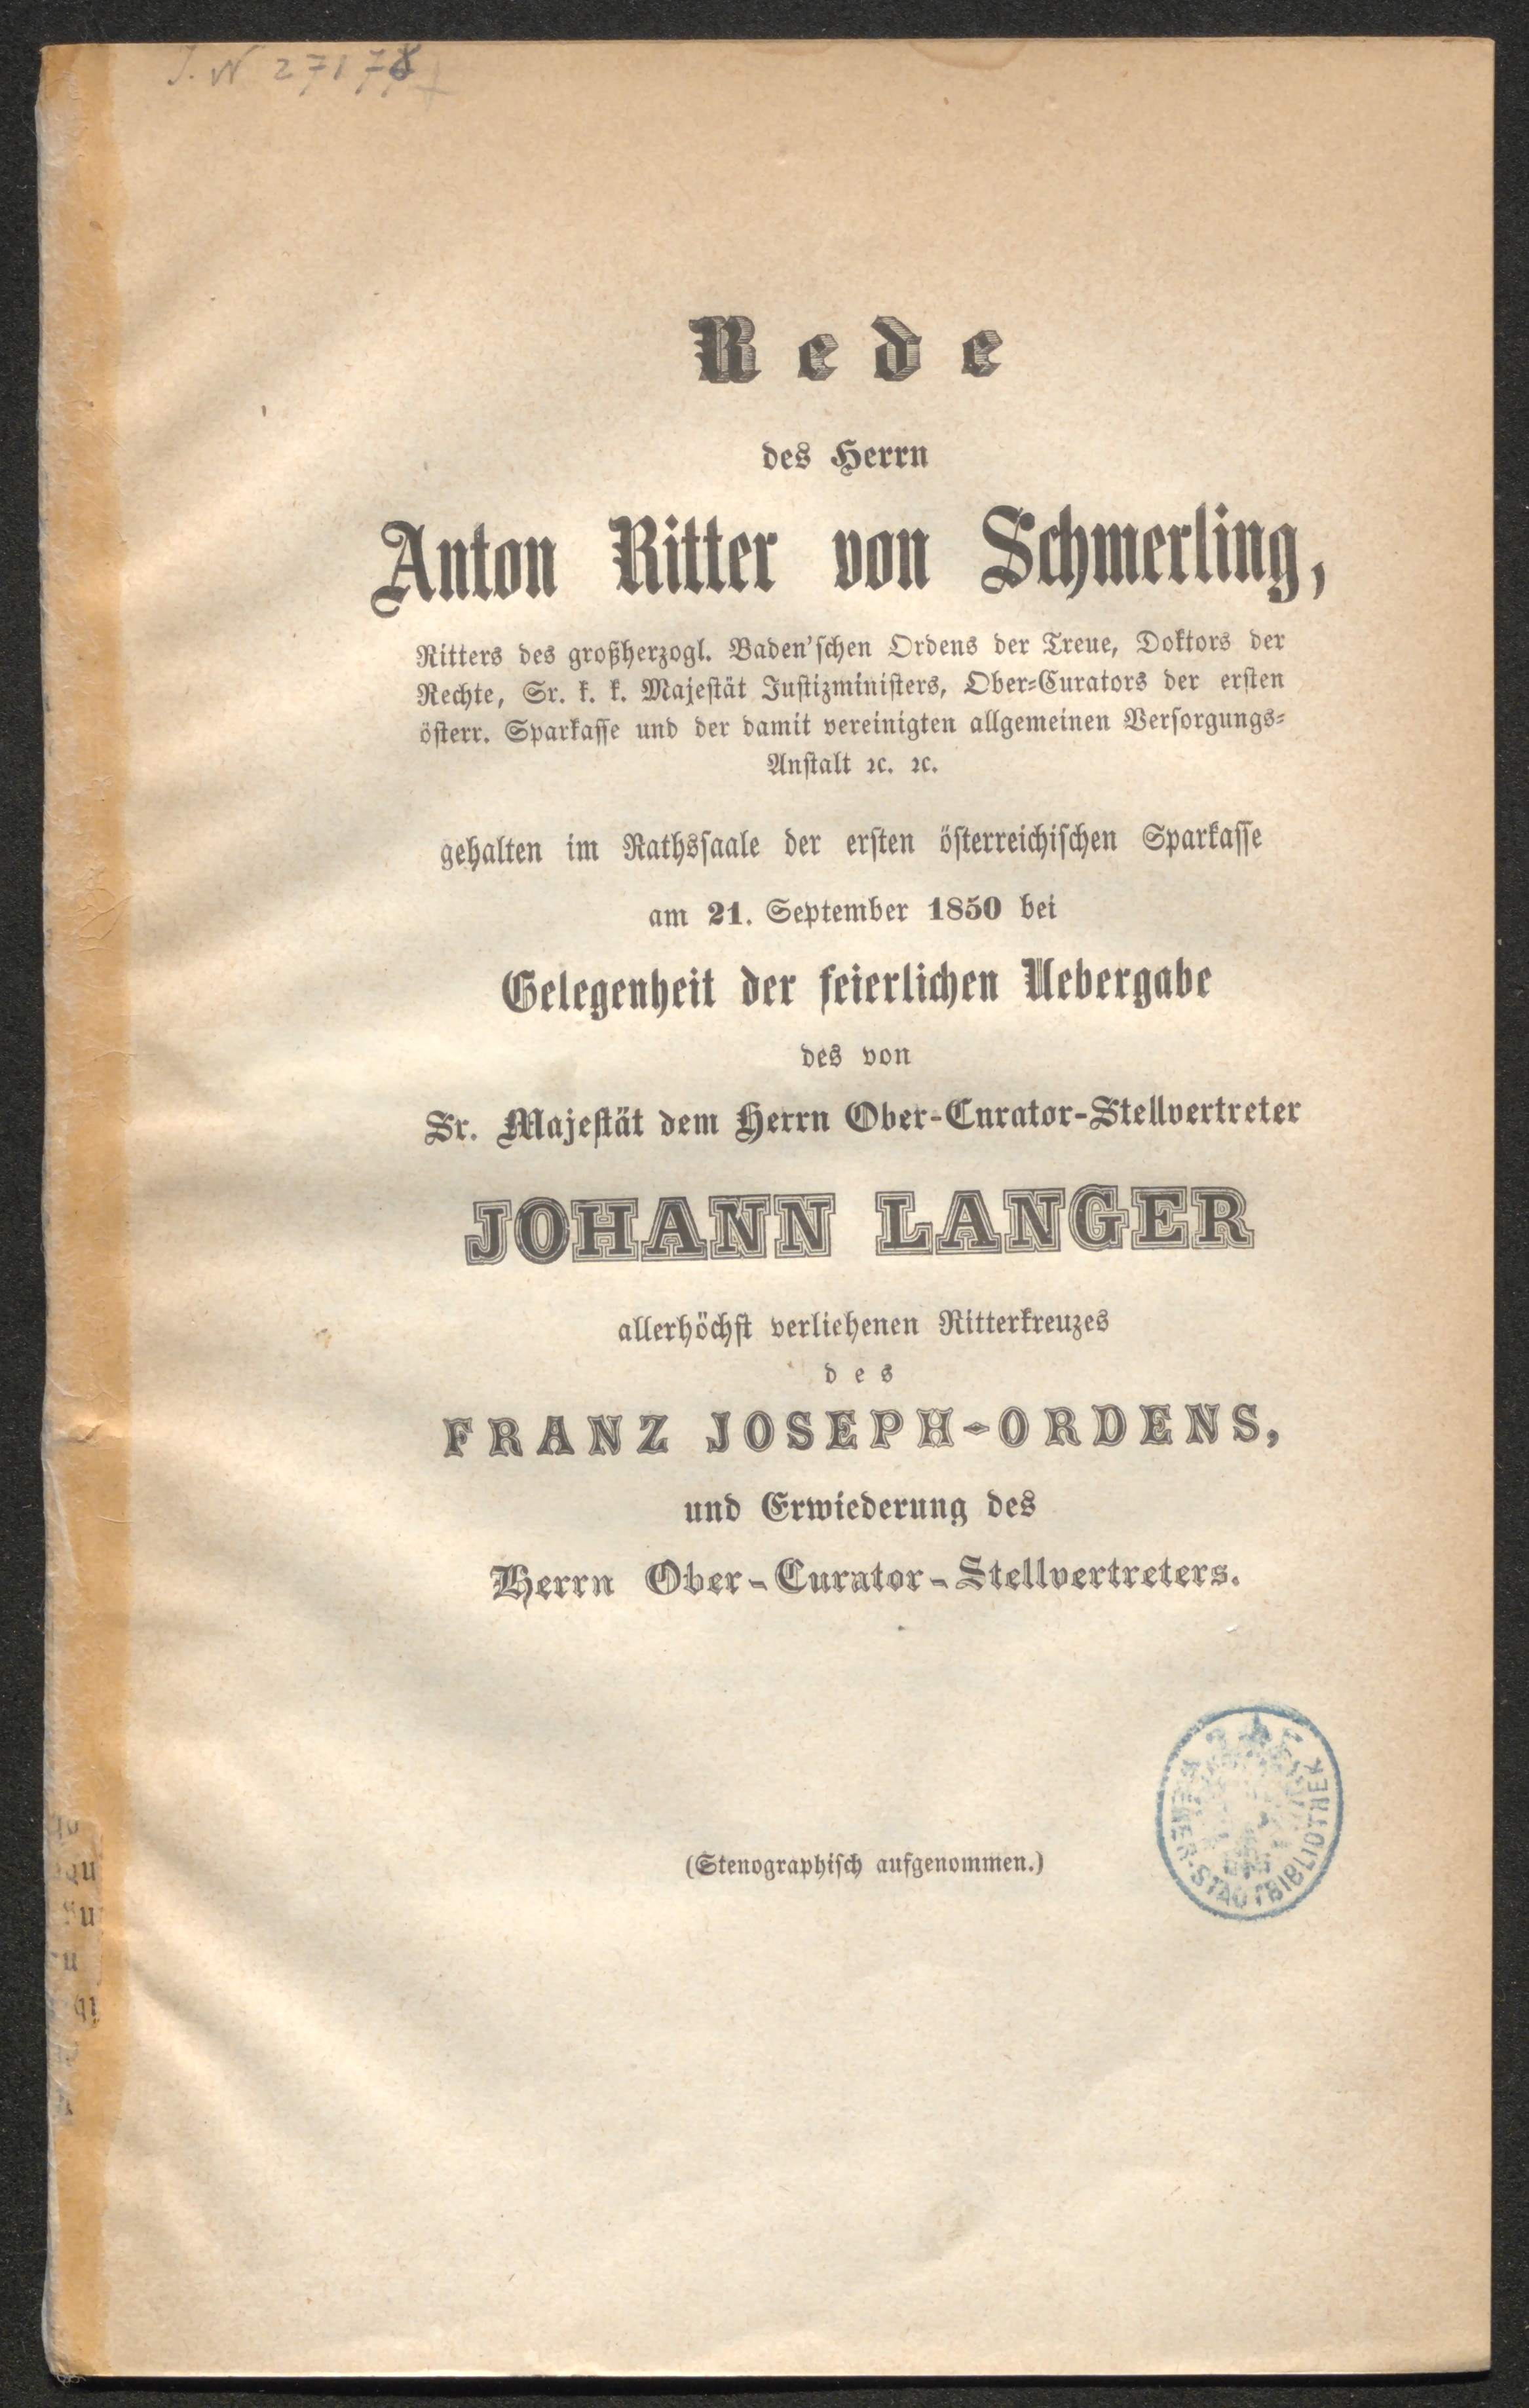 J. N 27178
Rede
des Herrn
Anton Ritter von Schmerling,
Ritters des großherzogl. Baden'schen Ordens der Treue, Doktors der
Rechte, Sr. k. k. Majestät Justizministers, Ober-Curators der ersten
österr. Sparkasse und der damit vereinigten allgemeinen Versorgungs-
Anstalt ꝛc. ꝛc.
gehalten im Rathssaale der ersten österreichischen Sparkasse
am 21. September 1850 bei
Gelegenheit der feierlichen Uebergabe
des von
Sr. Majestät dem Herrn Ober-Curator-Stellvertreter
JOHANN LANGER
allerhöchst verliehenen Ritterkreuzes
des
FRANZ JOSEPH-ORDENS,
und Erwiederung des
Herrn Ober-Curator-Stellvertreters.
(Stenographisch aufgenommen.)
WIENER STADTBIBLIOTHEK